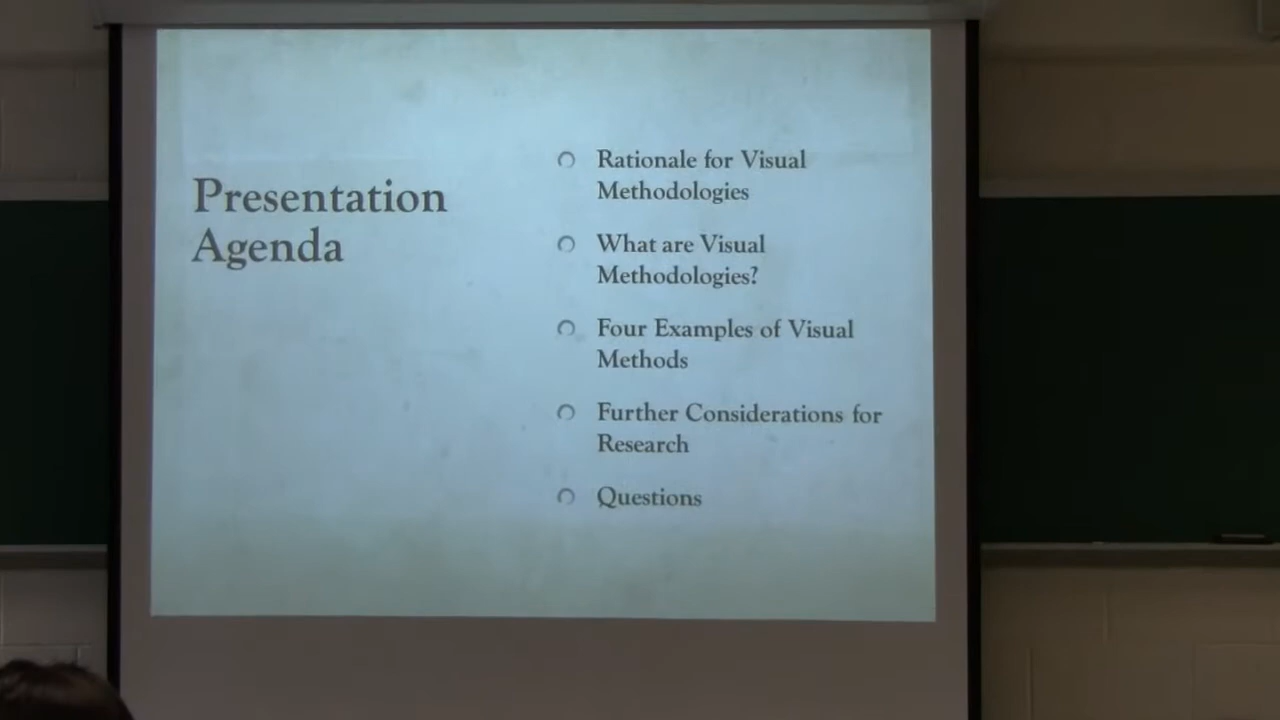 Presentation
Agenda
Rationale for Visual
Methodologies
What are Visual
Methodologies?
Four Examples of Visual
Methods
Further Considerations for
Research
Questions